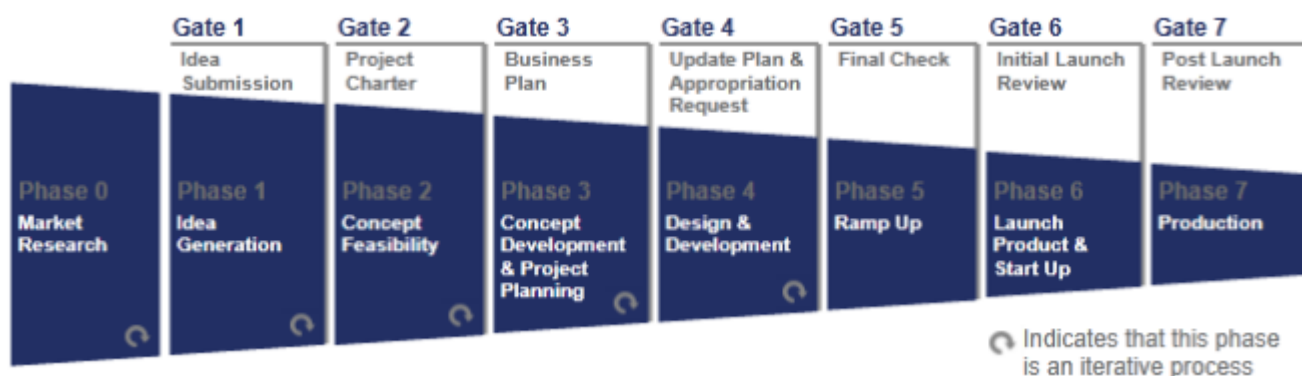 Gate 1
Idea
Submission
Gate 2
Project
Charter
Gate 3
Business
Plan
Gate 4
Update Plan &
Appropriation
Request
Gate 5
Final Check
Gate 6
Initial Launch
Review
Gate 7
Post Launch
Review
Phase 0
Market
Research
Phase 1
Idea
Generation
Phase 2
Concept
Feasibility
Phase 3
Concept
Development
& Project
Planning
Phase 4
Design &
Development
Phase 5
Ramp Up
Phase 6
Launch
Product &
Start Up
Phase 7
Production
Indicates that this phase
is an iterative process